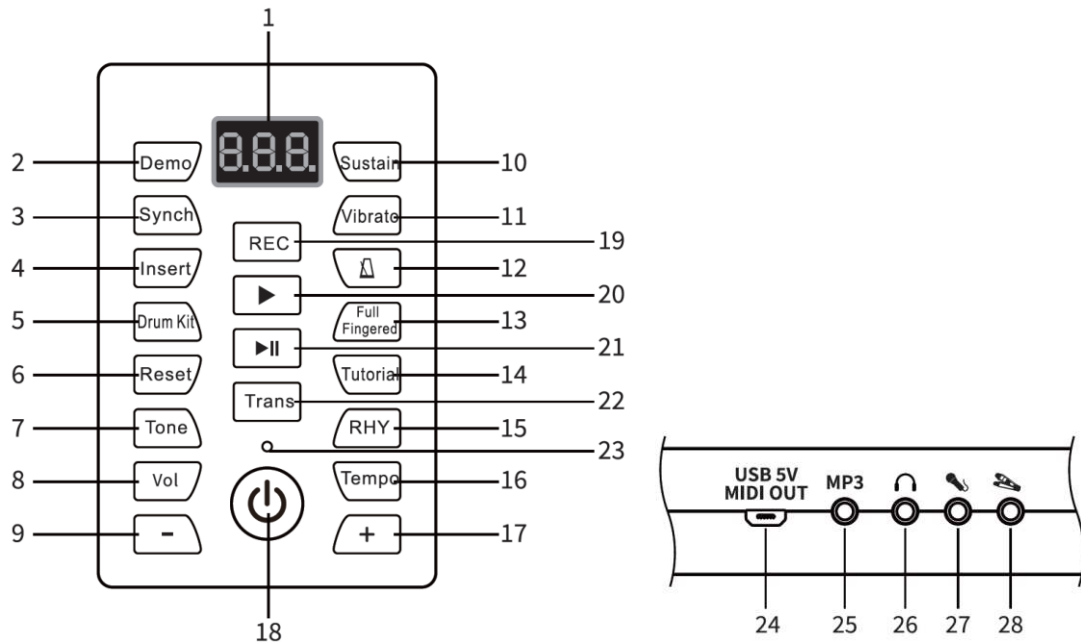 1
8.8.8.
2 Demo Sustain 10
3 Synch Vibrato 11
REC 19
4 Insert 12
20
5 Drum Kit Full Fingered 13
21
6 Reset Tutorial 14
Trans 22
7 Tone RHY 15
23
8 Vol Tempo 16
9 - + 17
18
USB 5V
MIDI OUT MP3
24 25 26 27 28